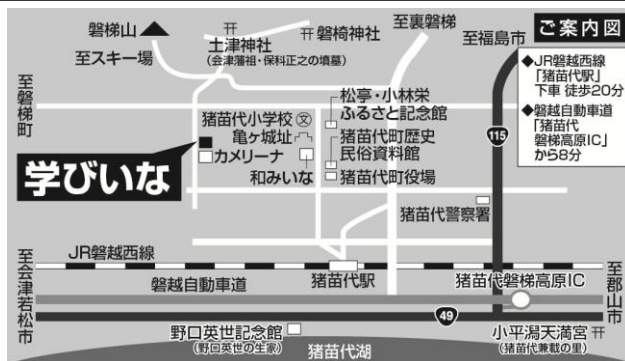 ご案内図
◆JR磐越西線
「猪苗代駅」
下車 徒歩20分
◆磐越自動車道
「猪苗代
磐梯高原IC」
から8分
磐梯山
至スキー場
土津神社
(会津藩祖・保科正之の墳墓)
磐椅神社
至裏磐梯
至福島市
至磐梯町
猪苗代小学校 文
亀ヶ城址
カメリーナ
和みいな
松亭・小林栄
ふるさと記念館
猪苗代町歴史
民俗資料館
猪苗代町役場
115
学びいな
猪苗代警察署
至会津若松市
JR磐越西線
磐越自動車道
猪苗代駅
猪苗代磐梯高原IC
至郡山市
49
野口英世記念館
(野口英世の生家)
猪苗代湖
小平潟天満宮
(猪苗代兼載の里)